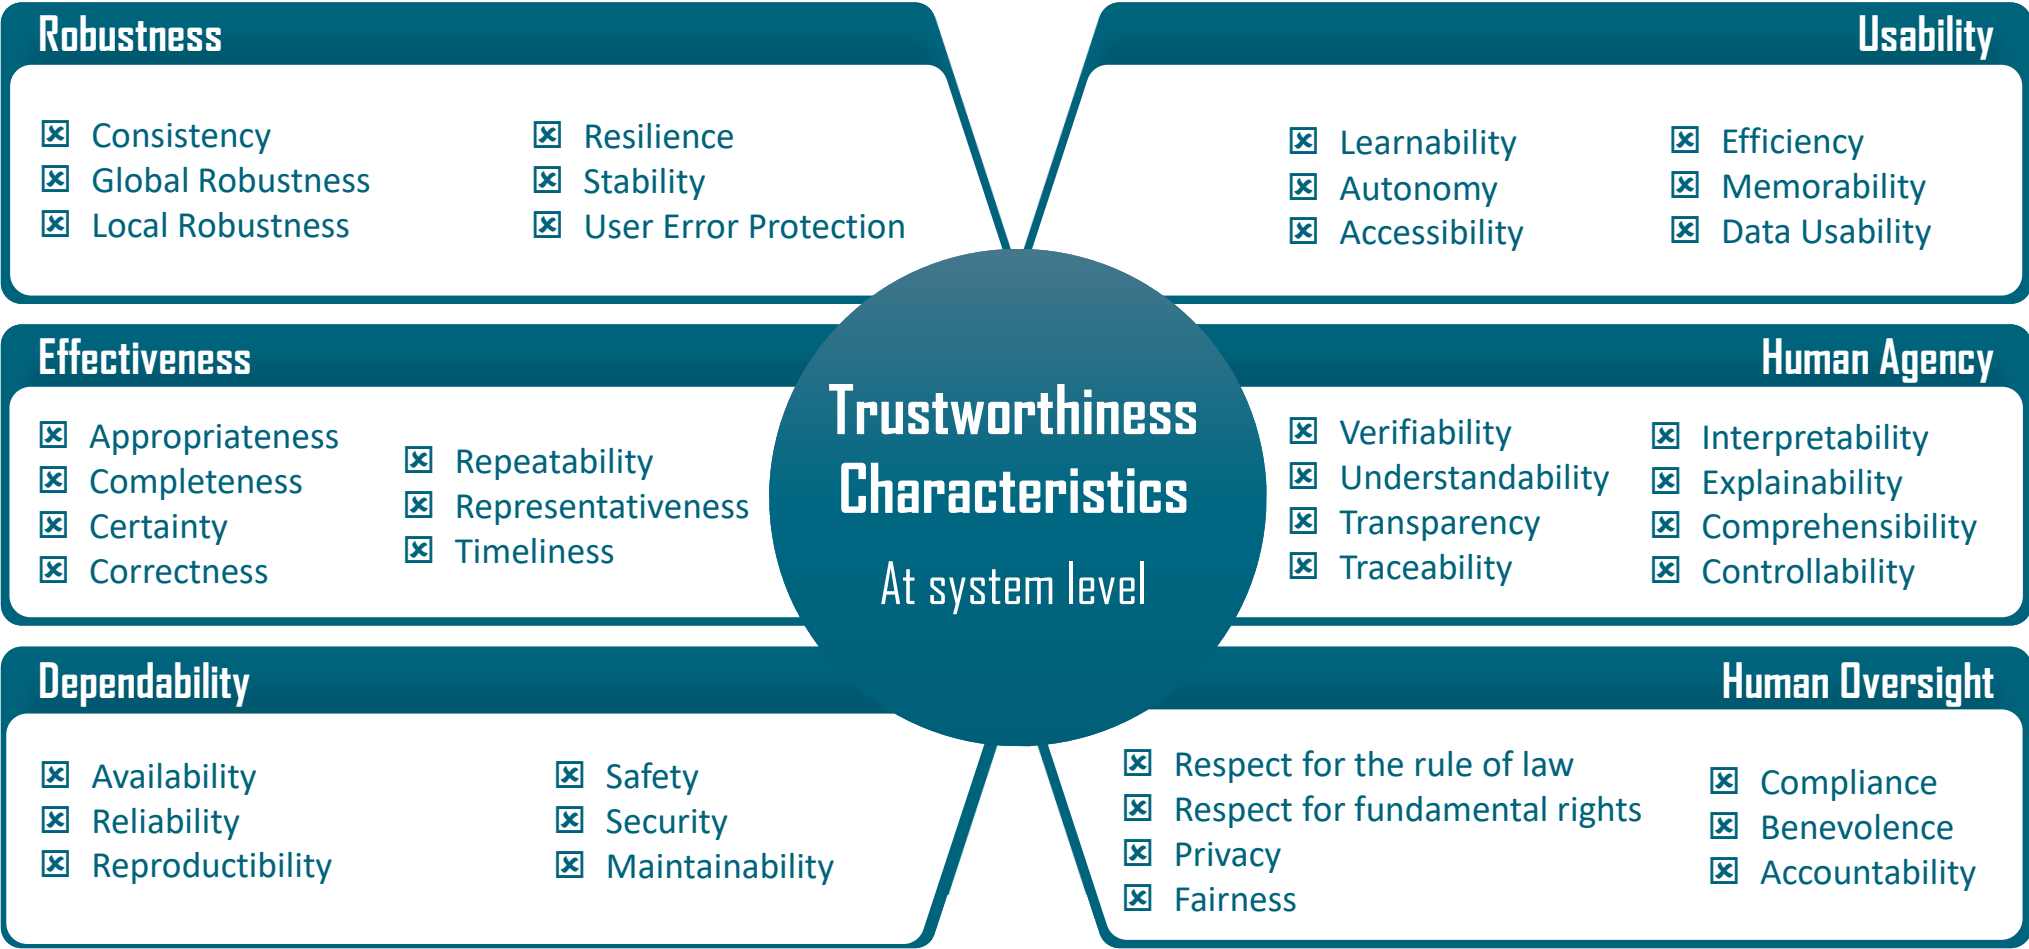 Robustness
Consistency
Global Robustness
Local Robustness
Resilience
Stability
User Error Protection
Usability
Learnability
Autonomy
Accessibility
Efficiency
Memorability
Data Usability
Effectiveness
Appropriateness
Completeness
Certainty
Correctness
Repeatability
Representativeness
Timeliness
Trustworthiness
Characteristics
At system level
Human Agency
Verifiability
Understandability
Transparency
Traceability
Interpretability
Explainability
Comprehensibility
Controllability
Dependability
Availability
Reliability
Reproductibility
Safety
Security
Maintainability
Human Oversight
Respect for the rule of law
Respect for fundamental rights
Privacy
Fairness
Compliance
Benevolence
Accountability